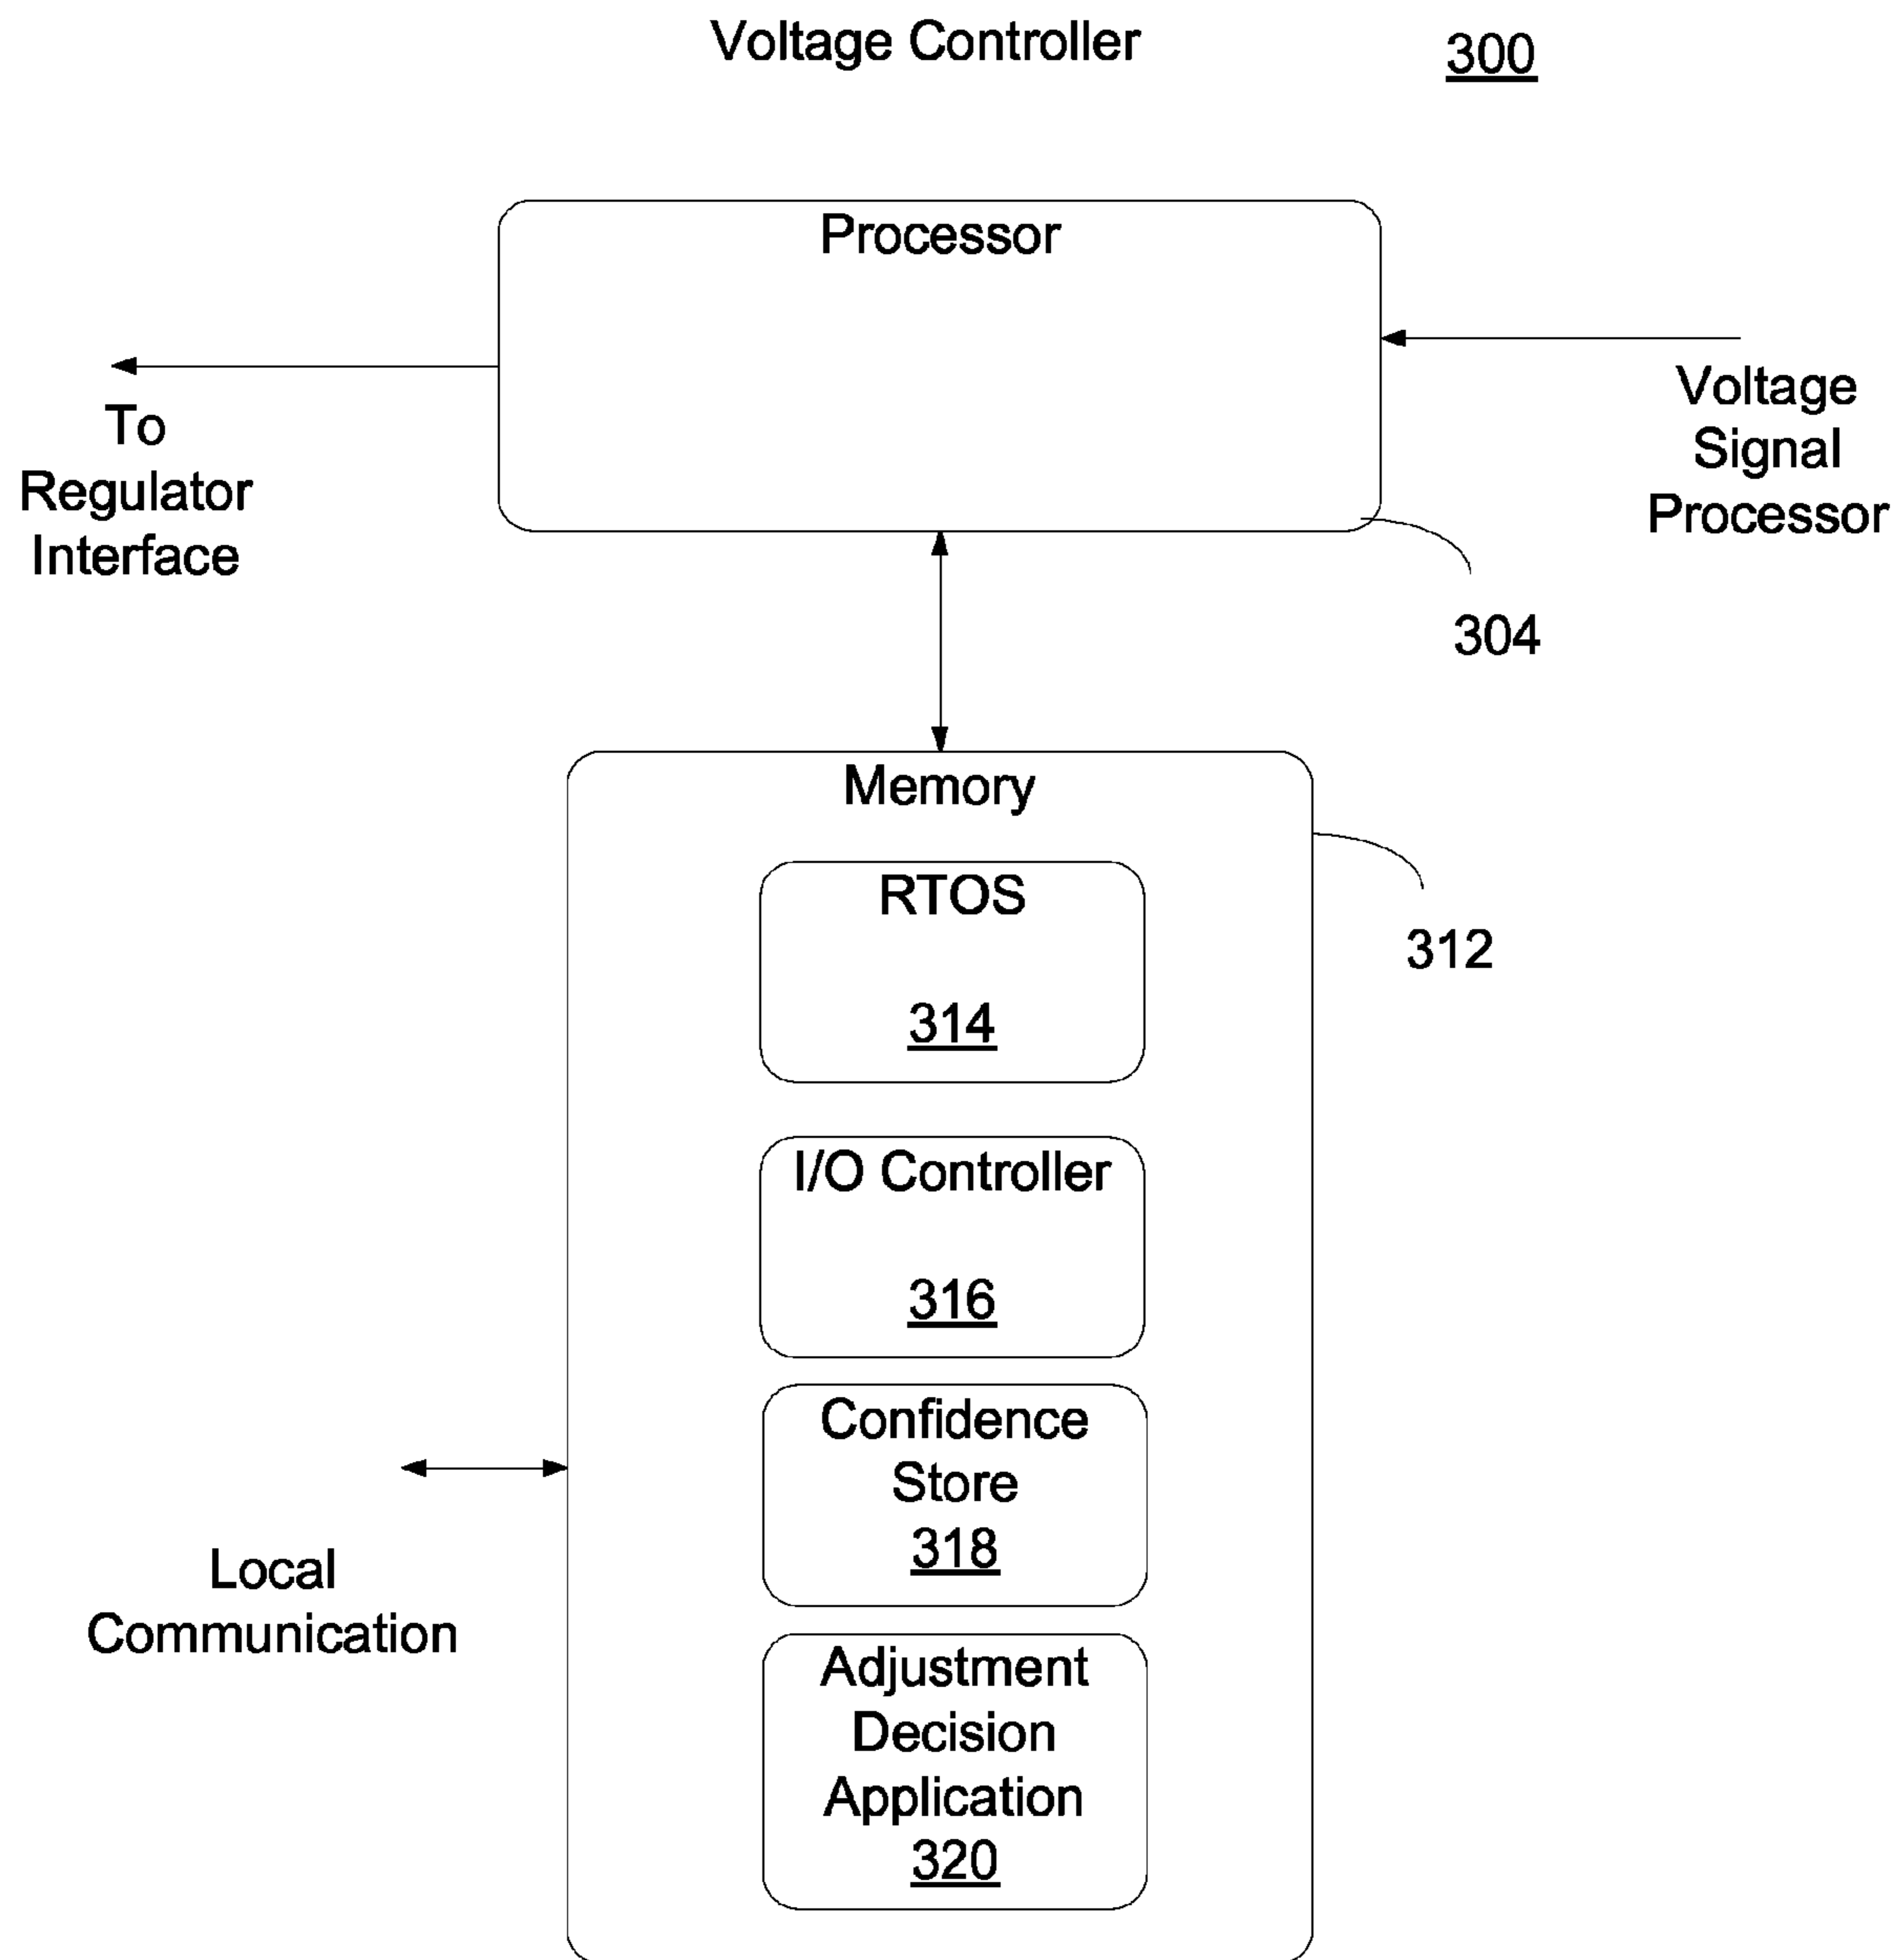 Voltage Controller
300
Processor
To
Regulator
Interface
Voltage
Signal
Processor
304
Memory
312
RTOS
314
I/O Controller
316
Confidence
Store
318
Local
Communication
Adjustment
Decision
Application
320